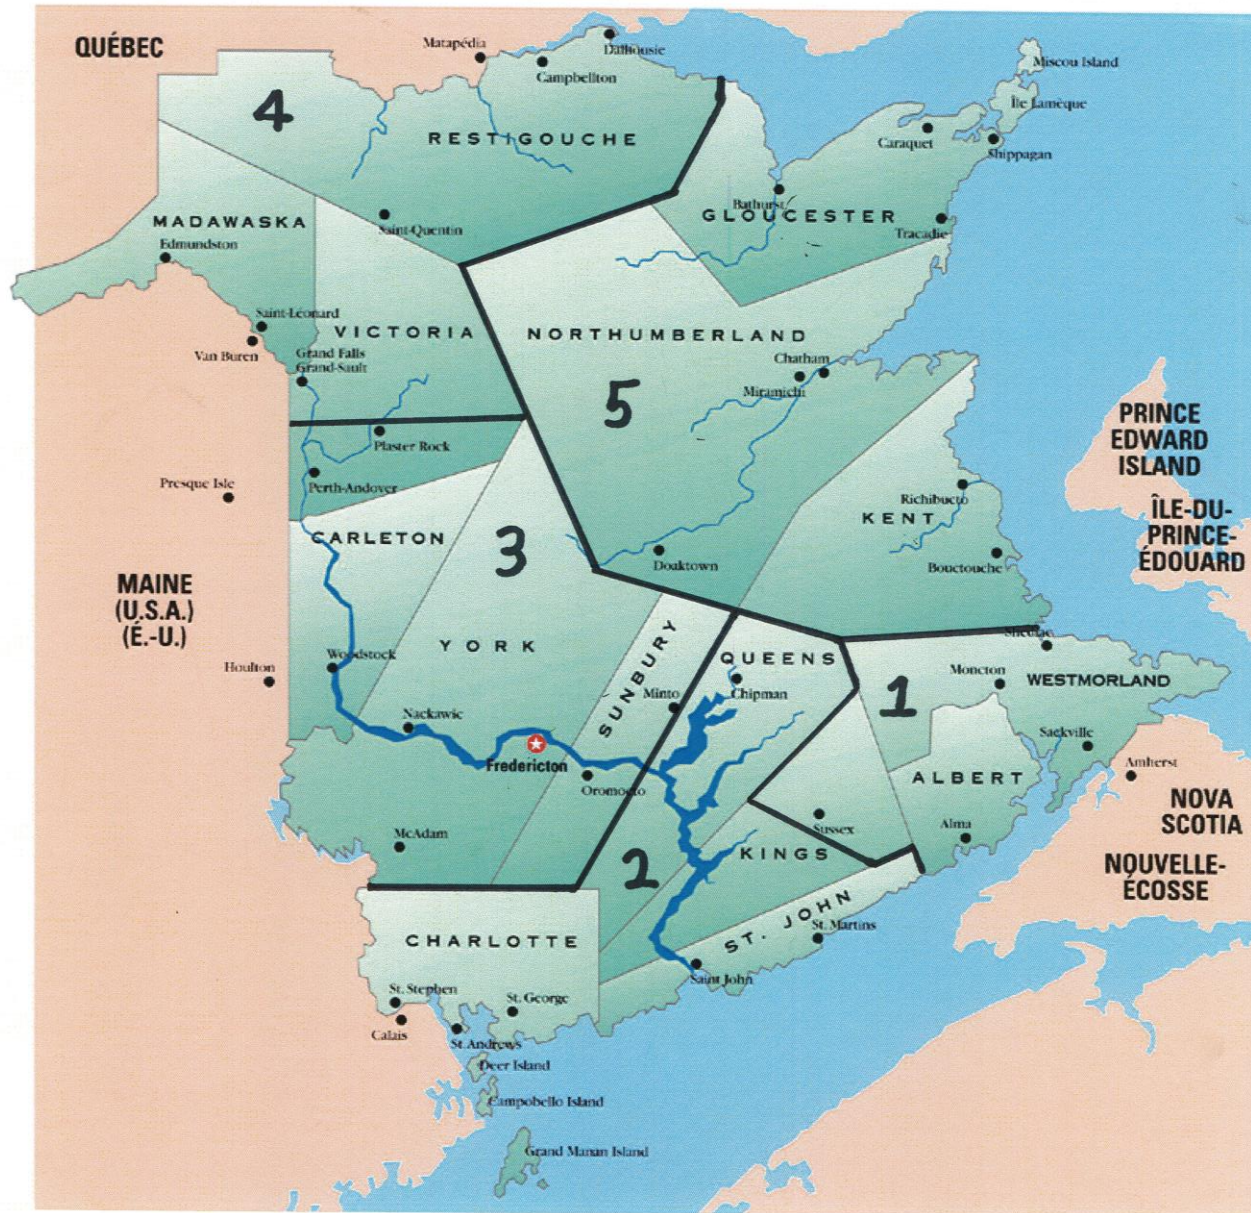 QUÉBEC
Matapédia
Dalhousie
Campbellton
Miscou Island
Île Lamèque
4
RESTIGOUCHE
Caraquet
Shippagan
MADAWASKA
Saint-Quentin
Bathurst
GLOUCESTER
Tracadie
Edmundston
Saint-Léonard
Van Buren
VICTORIA
NORTHUMBERLAND
Grand Falls
Grand-Sault
Chatham
Miramichi
5
PRINCE
EDWARD
ISLAND
ÎLE-DU-
PRINCE-
ÉDOUARD
Plaster Rock
Perth-Andover
Presque Isle
Richibucto
KENT
CARLETON
3
Doaktown
Bouctouche
MAINE
(U.S.A.)
(É.-U.)
YORK
SUNBURY
Shediac
Houlton
Woodstock
QUEENS
Chipman
Minto
1
Moncton
WESTMORLAND
Nackawic
Fredericton
Oromocto
Sackville
Amherst
ALBERT
NOVA
SCOTIA
NOUVELLE-
ÉCOSSE
McAdam
Sussex
Alma
2
KINGS
CHARLOTTE
ST. JOHN
St. Martins
Saint John
St. Stephen
St. George
Calais
St. Andrews
Deer Island
Campobello Island
Grand Manan Island